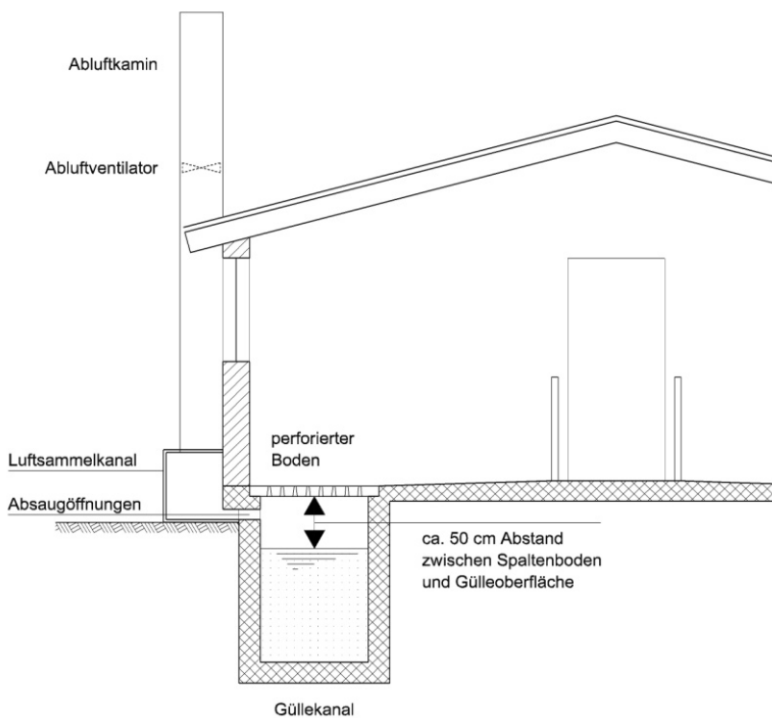 Abluftkamin
Abluftventilator
perforierter
Boden
Luftsammelkanal
Absaugöffnungen
ca. 50 cm Abstand
zwischen Spaltenboden
und Gülleoberfläche
Güllekanal